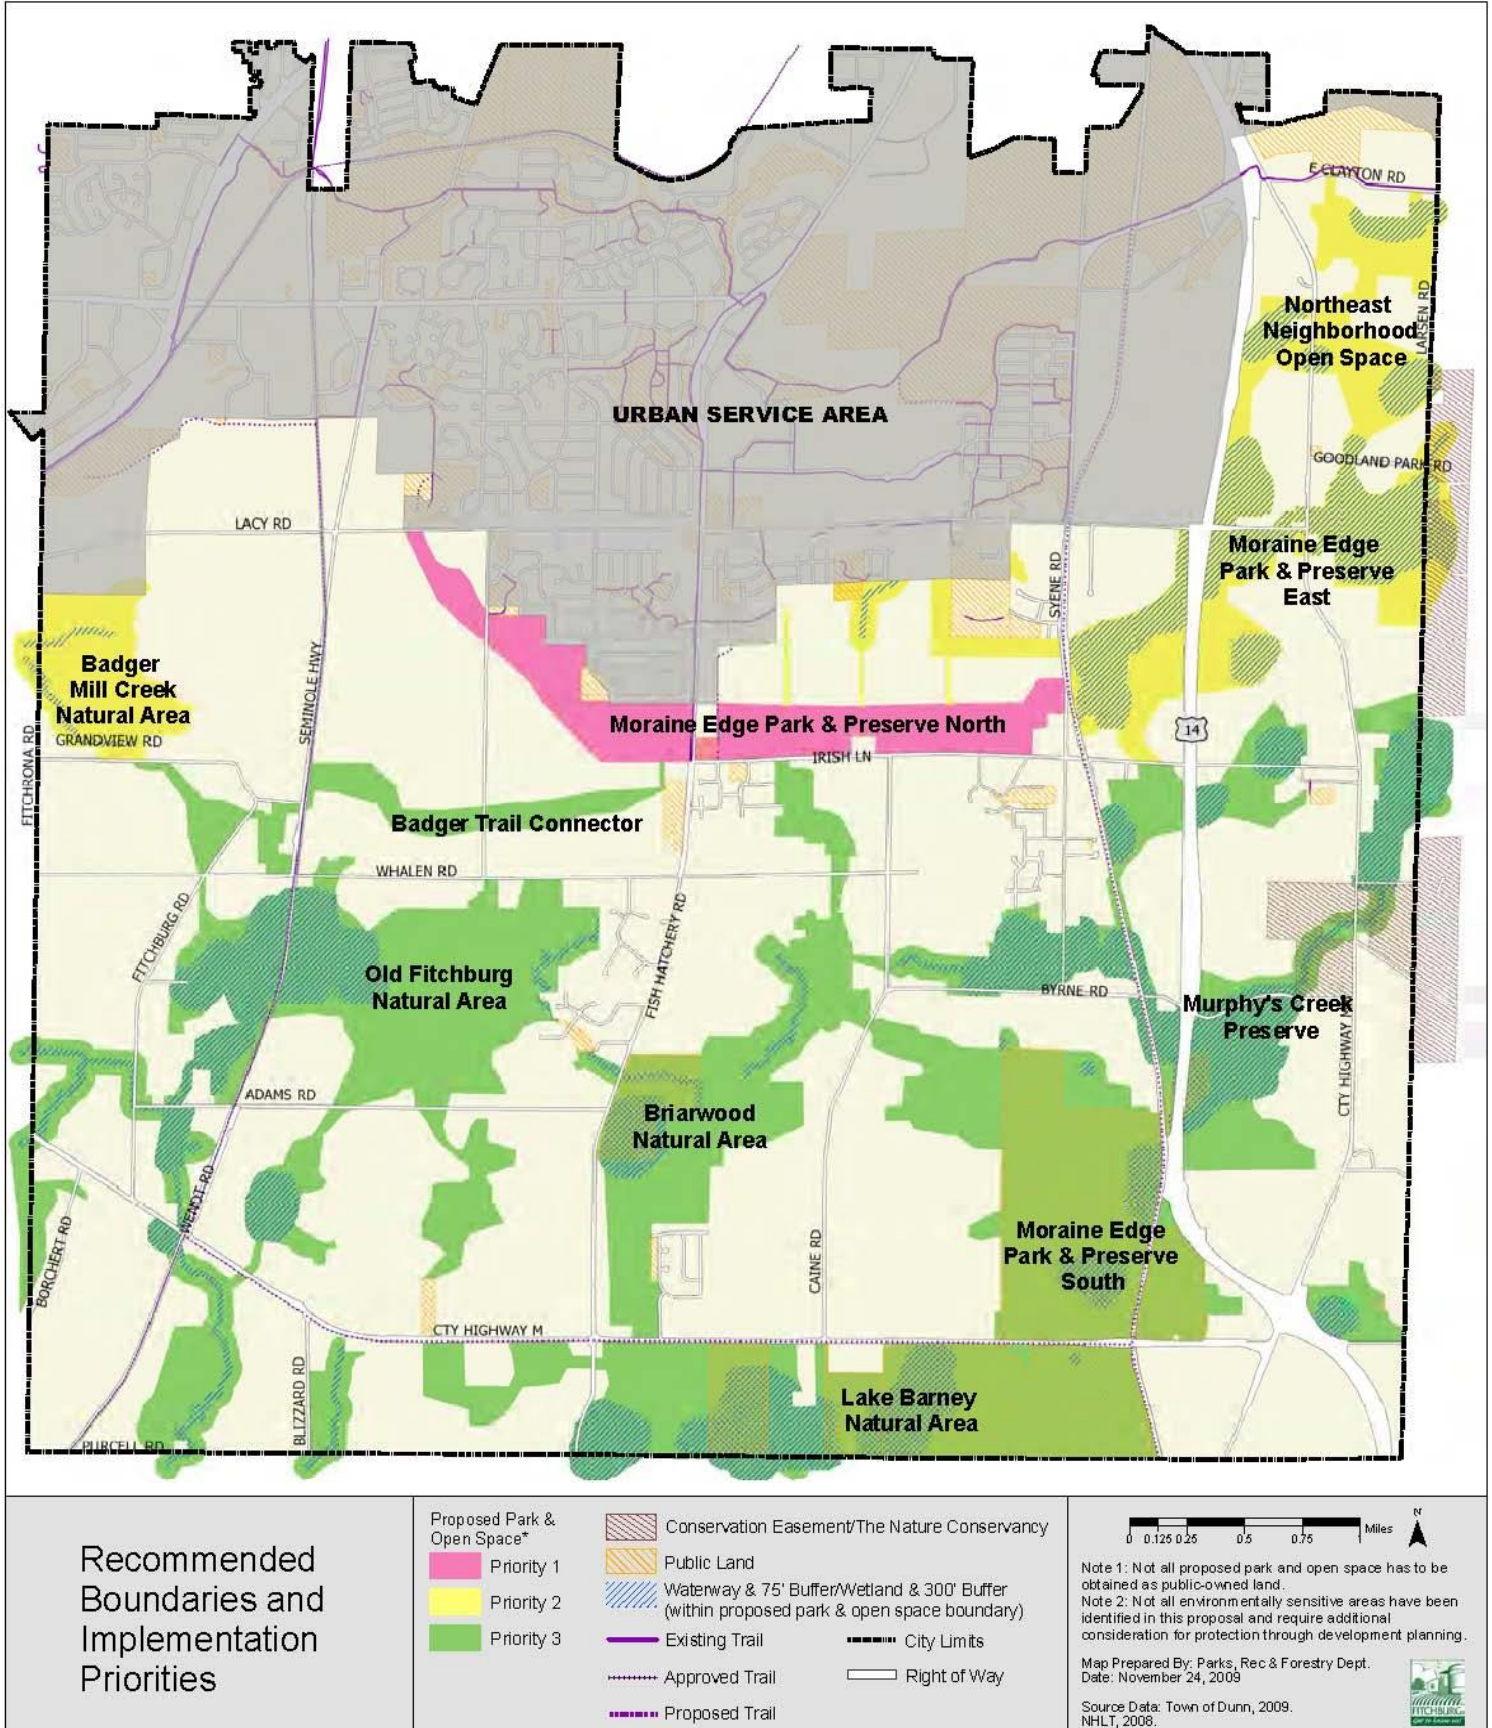 E CLAYTON RD
Northeast
Neighborhood
Open Space
LARSEN RD
URBAN SERVICE AREA
GOODLAND PARK RD
LACY RD
Moraine Edge
Park & Preserve
East
SYENE RD
Badger
Mill Creek
Natural Area
SEMINOLE HWY
Moraine Edge Park & Preserve North
14
GRANDVIEW RD
IRISH LN
FITCHRONA RD
Badger Trail Connector
WHALEN RD
FITCHBURG RD
FISH HATCHERY RD
Old Fitchburg
Natural Area
BYRNE RD
Murphy's Creek
Preserve
CTY HIGHWAY M
ADAMS RD
Briarwood
Natural Area
WENDT RD
BORCHERT RD
CAINE RD
Moraine Edge
Park & Preserve
South
CTY HIGHWAY M
BLIZZARD RD
Lake Barney
Natural Area
PURCELL RD
Recommended
Boundaries and
Implementation
Priorities
Proposed Park &
Open Space*
Priority 1
Priority 2
Priority 3
Conservation Easement/The Nature Conservancy
Public Land
Waterway & 75' Buffer/Wetland & 300' Buffer
(within proposed park & open space boundary)
Existing Trail
City Limits
Approved Trail
Right of Way
Proposed Trail
N
Miles
0 0.125 0.25 0.5 0.75 1
Note 1: Not all proposed park and open space has to be
obtained as public-owned land.
Note 2: Not all environmentally sensitive areas have been
identified in this proposal and require additional
consideration for protection through development planning.
Map Prepared By: Parks, Rec & Forestry Dept.
Date: November 24, 2009
Source Data: Town of Dunn, 2009.
NHLT, 2008.
FITCHBURG